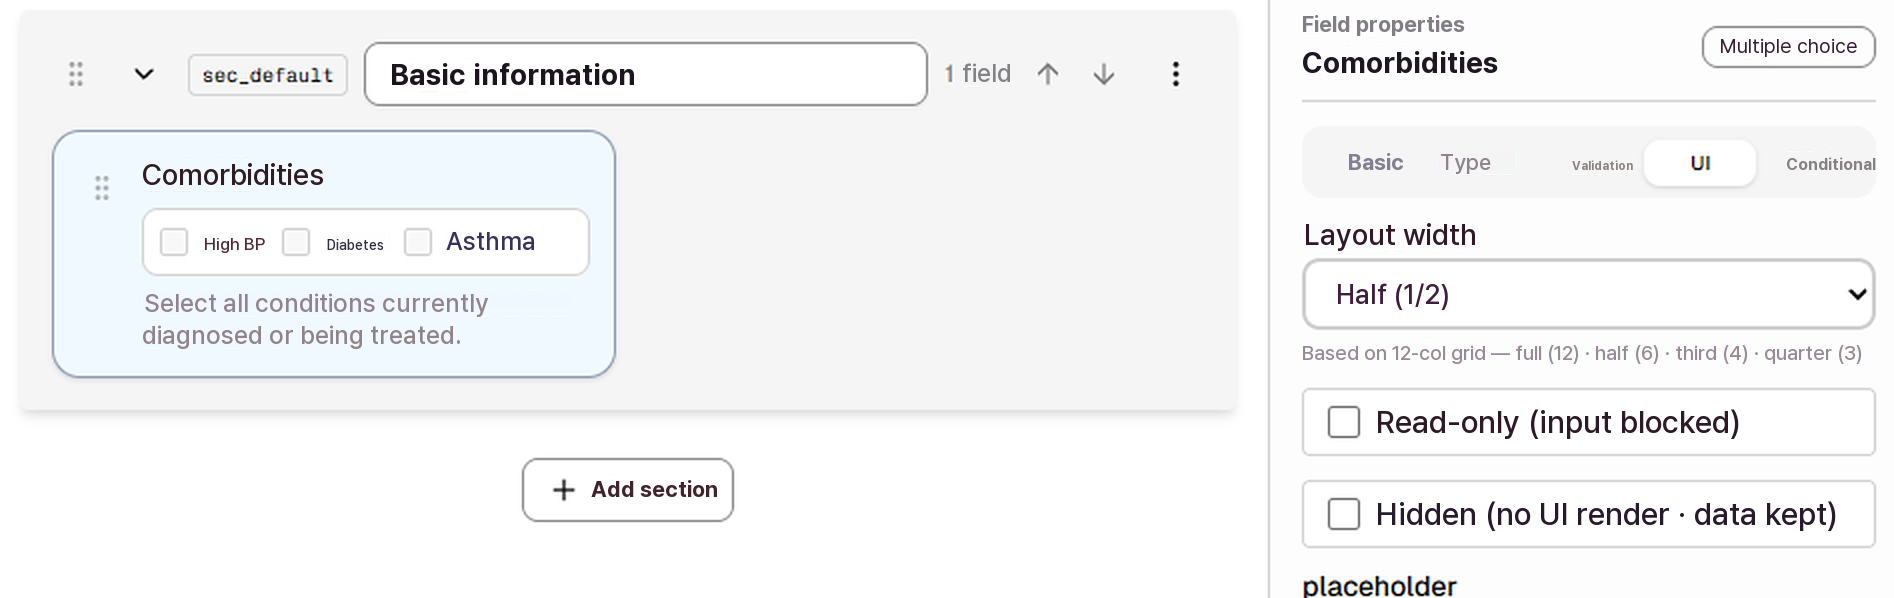 sec_default Basic information 1 field
Comorbidities
High BP Diabetes Asthma
Select all conditions currently
diagnosed or being treated.
Add section
Field properties
Comorbidities
Multiple choice
Basic Type Validation UI Conditional
Layout width
Half (1/2)
Based on 12-col grid — full (12) · half (6) · third (4) · quarter (3)
Read-only (input blocked)
Hidden (no UI render · data kept)
placeholder